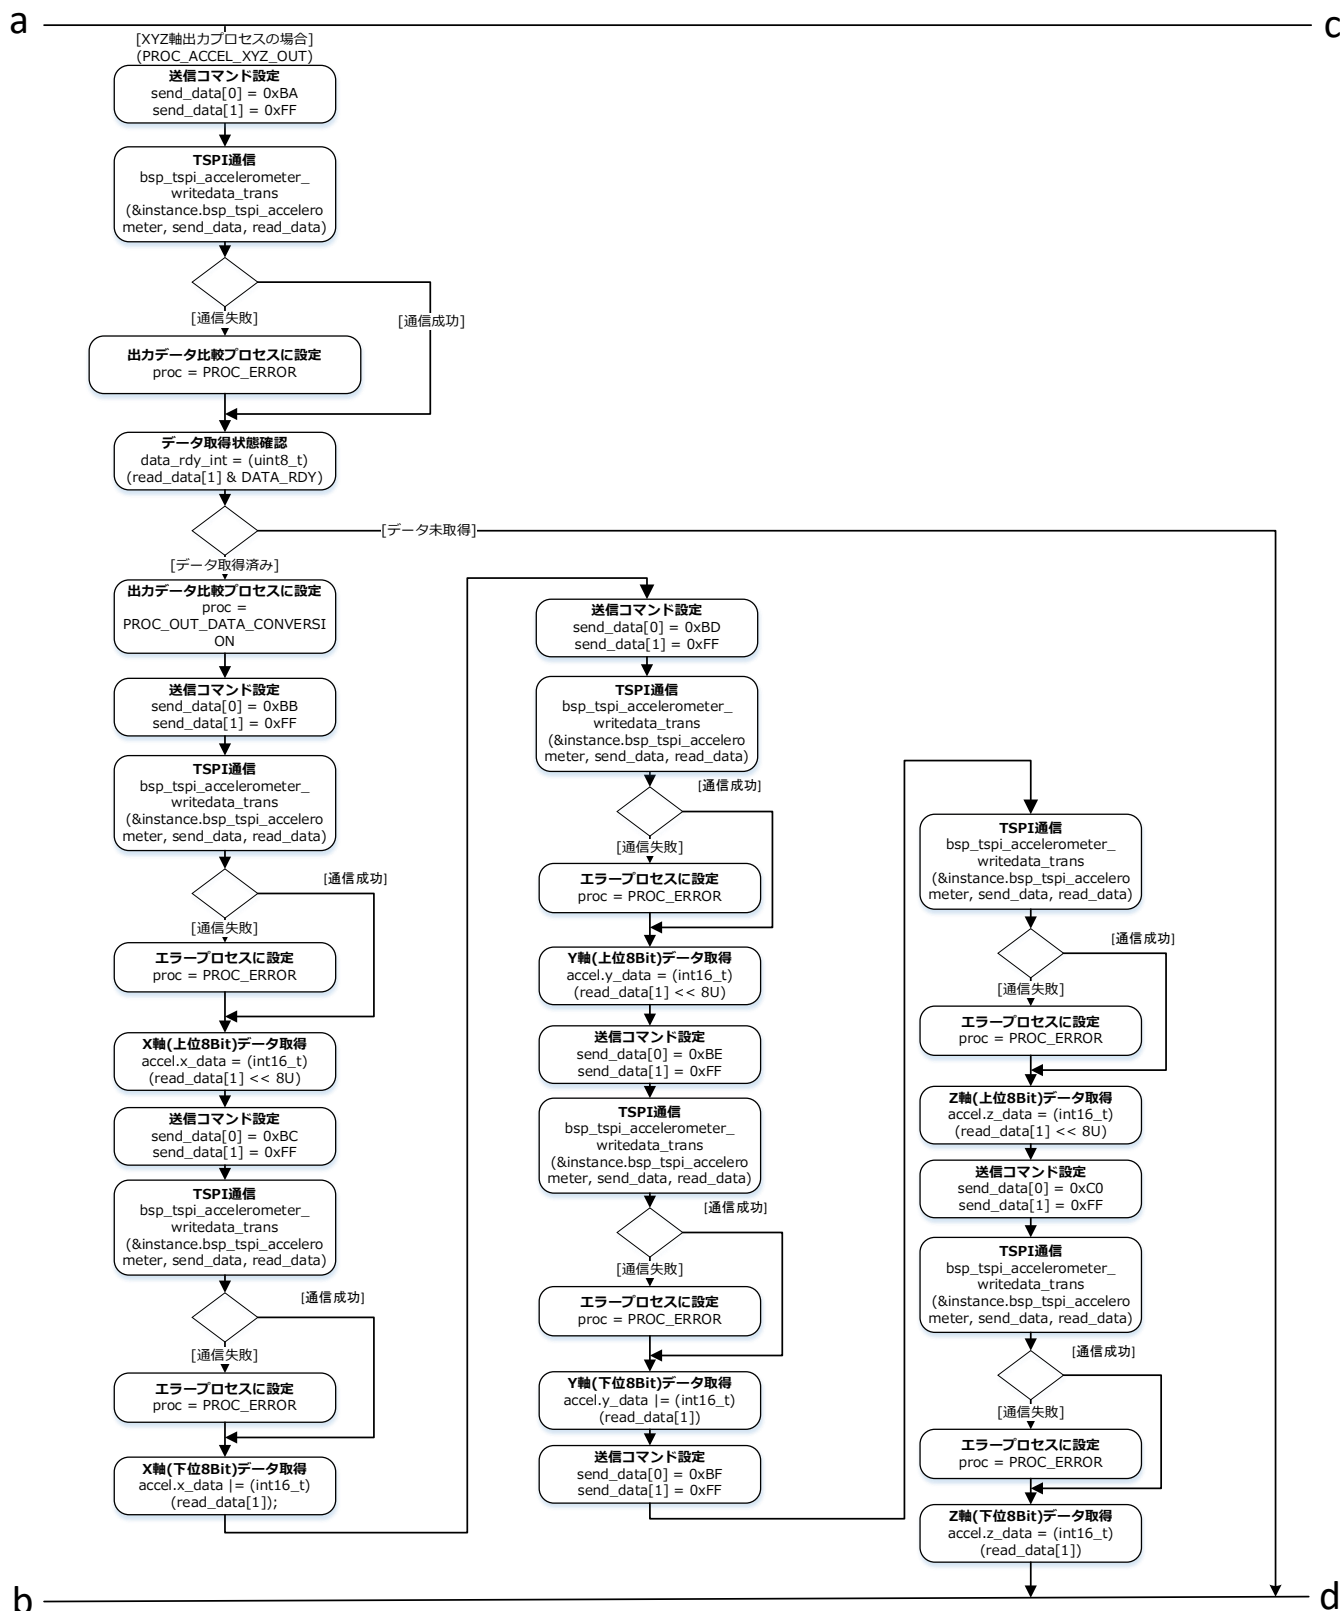 a
c
[XYZ軸出力プロセスの場合]
(PROC_ACCEL_XYZ_OUT)
送信コマンド設定
send_data[0] = 0xBA
send_data[1] = 0xFF
TSPI通信
bsp_tspi_accelerometer_
writedata_trans
(&instance.bsp_tspi_accelero
meter, send_data, read_data)
[通信失敗]
[通信成功]
出力データ比較プロセスに設定
proc = PROC_ERROR
データ取得状態確認
data_rdy_int = (uint8_t)
(read_data[1] & DATA_RDY)
[データ未取得]
[データ取得済み]
出力データ比較プロセスに設定
proc =
PROC_OUT_DATA_CONVERSI
ON
送信コマンド設定
send_data[0] = 0xBB
send_data[1] = 0xFF
TSPI通信
bsp_tspi_accelerometer_
writedata_trans
(&instance.bsp_tspi_accelero
meter, send_data, read_data)
[通信成功]
[通信失敗]
エラープロセスに設定
proc = PROC_ERROR
X軸(上位8Bit)データ取得
accel.x_data = (int16_t)
(read_data[1] << 8U)
送信コマンド設定
send_data[0] = 0xBC
send_data[1] = 0xFF
TSPI通信
bsp_tspi_accelerometer_
writedata_trans
(&instance.bsp_tspi_accelero
meter, send_data, read_data)
[通信成功]
[通信失敗]
エラープロセスに設定
proc = PROC_ERROR
X軸(下位8Bit)データ取得
accel.x_data |= (int16_t)
(read_data[1]);
送信コマンド設定
send_data[0] = 0xBD
send_data[1] = 0xFF
TSPI通信
bsp_tspi_accelerometer_
writedata_trans
(&instance.bsp_tspi_accelero
meter, send_data, read_data)
[通信成功]
[通信失敗]
エラープロセスに設定
proc = PROC_ERROR
Y軸(上位8Bit)データ取得
accel.y_data = (int16_t)
(read_data[1] << 8U)
送信コマンド設定
send_data[0] = 0xBE
send_data[1] = 0xFF
TSPI通信
bsp_tspi_accelerometer_
writedata_trans
(&instance.bsp_tspi_accelero
meter, send_data, read_data)
[通信成功]
[通信失敗]
エラープロセスに設定
proc = PROC_ERROR
Y軸(下位8Bit)データ取得
accel.y_data |= (int16_t)
(read_data[1])
送信コマンド設定
send_data[0] = 0xBF
send_data[1] = 0xFF
TSPI通信
bsp_tspi_accelerometer_
writedata_trans
(&instance.bsp_tspi_accelero
meter, send_data, read_data)
[通信成功]
[通信失敗]
エラープロセスに設定
proc = PROC_ERROR
Z軸(上位8Bit)データ取得
accel.z_data = (int16_t)
(read_data[1] << 8U)
送信コマンド設定
send_data[0] = 0xC0
send_data[1] = 0xFF
TSPI通信
bsp_tspi_accelerometer_
writedata_trans
(&instance.bsp_tspi_accelero
meter, send_data, read_data)
[通信成功]
[通信失敗]
エラープロセスに設定
proc = PROC_ERROR
Z軸(下位8Bit)データ取得
accel.z_data = (int16_t)
(read_data[1])
b
d